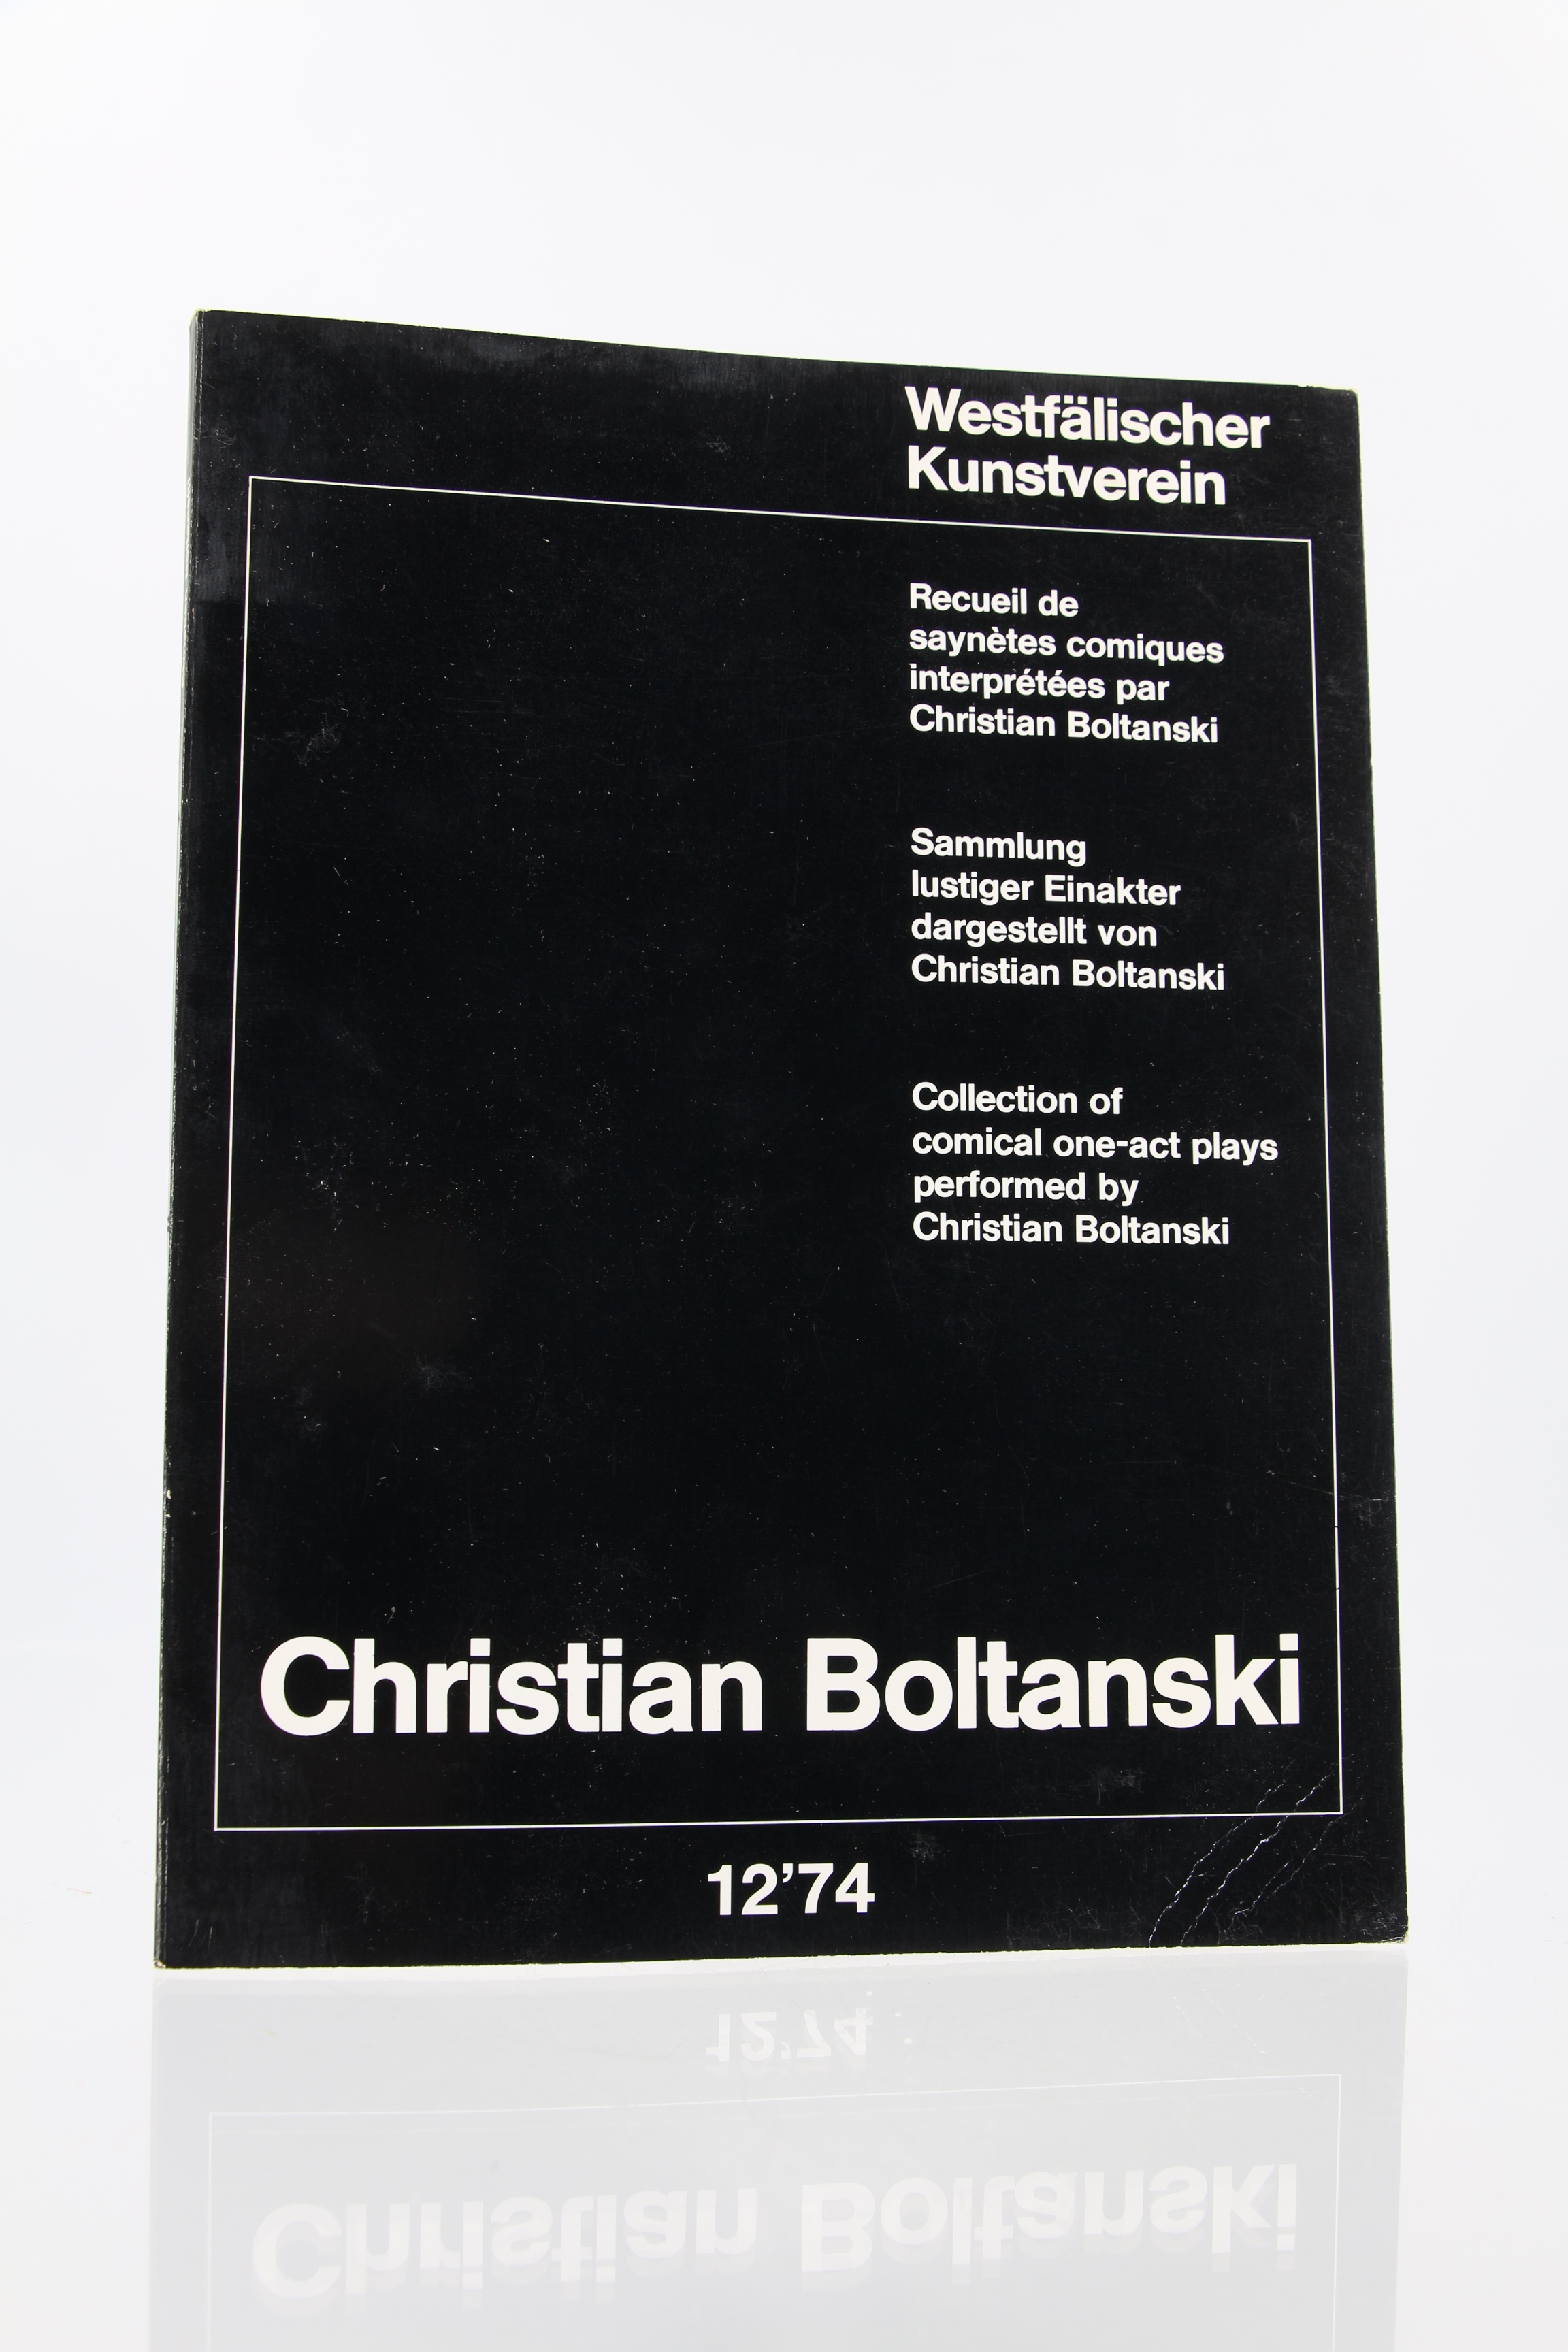 Westfälischer
Kunstverein
Recueil de
saynètes comiques
interprétées par
Christian Boltanski
Sammlung
lustiger Einakter
dargestellt von
Christian Boltanski
Collection of
comical one-act plays
performed by
Christian Boltanski
Christian Boltanski
12’74